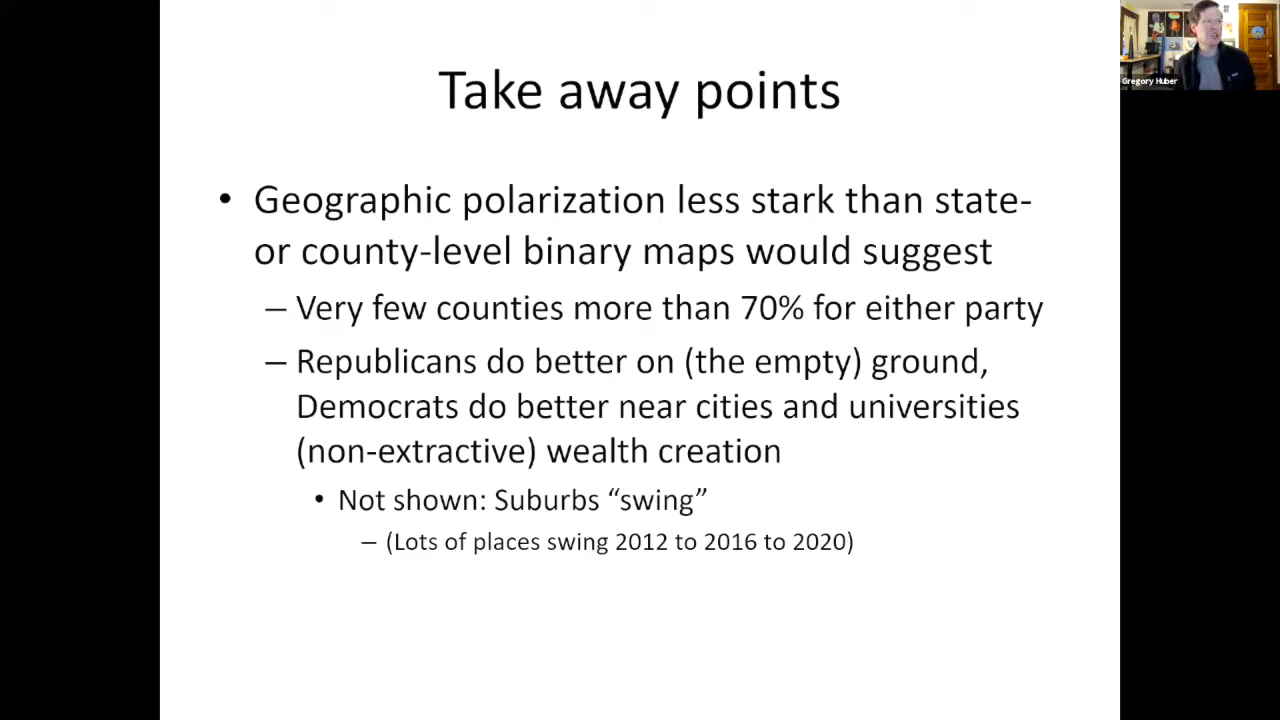 Take away points
• Geographic polarization less stark than state-
or county-level binary maps would suggest
– Very few counties more than 70% for either party
– Republicans do better on (the empty) ground,
Democrats do better near cities and universities
(non-extractive) wealth creation
• Not shown: Suburbs “swing”
– (Lots of places swing 2012 to 2016 to 2020)
Gregory Huber